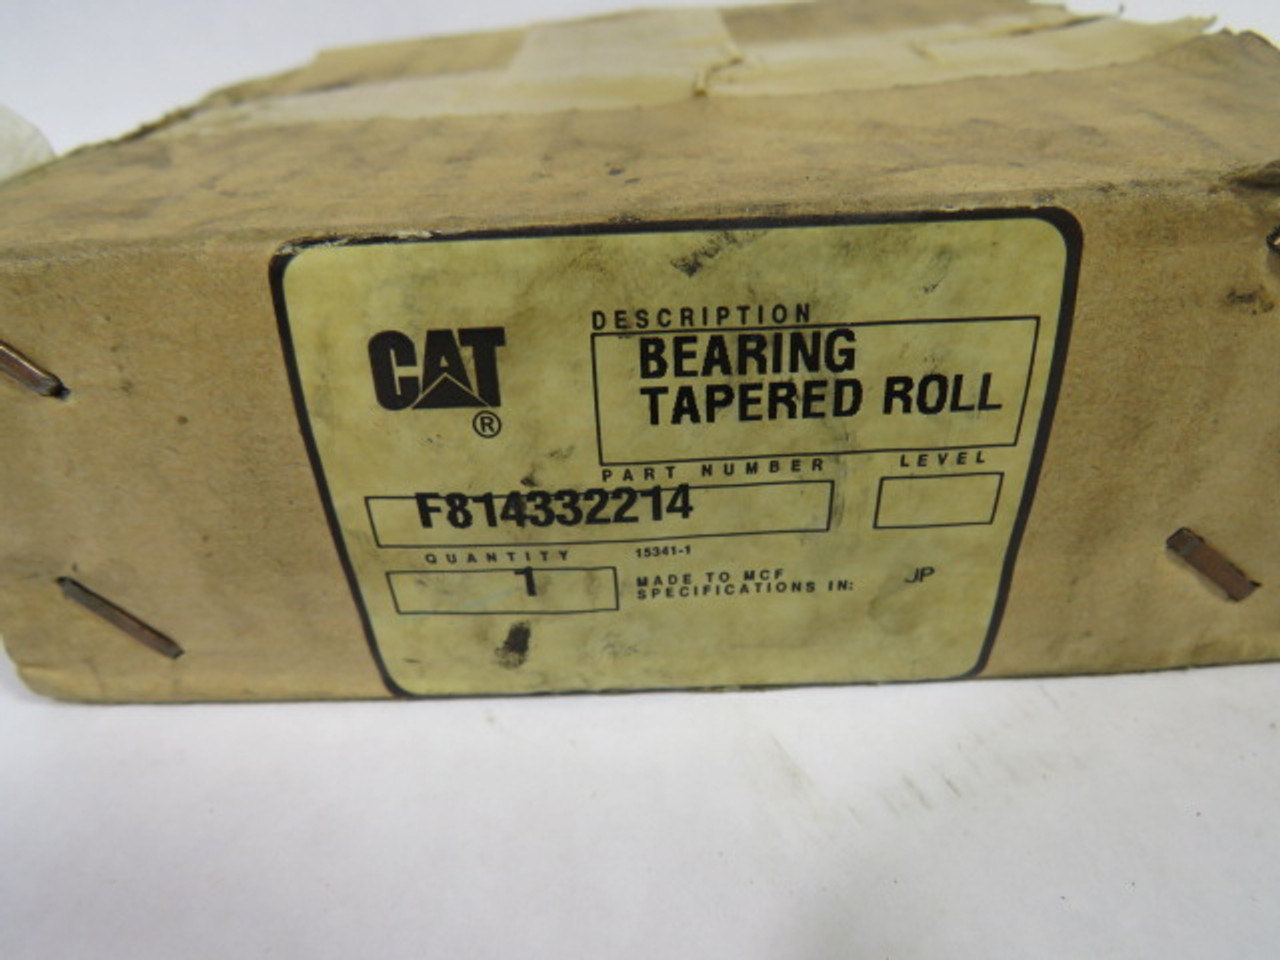 CAT
®
DESCRIPTION
BEARING
TAPERED ROLL
PART NUMBER
LEVEL
F814332214
QUANTITY
15341-1
1
MADE TO MCF
SPECIFICATIONS IN:
JP